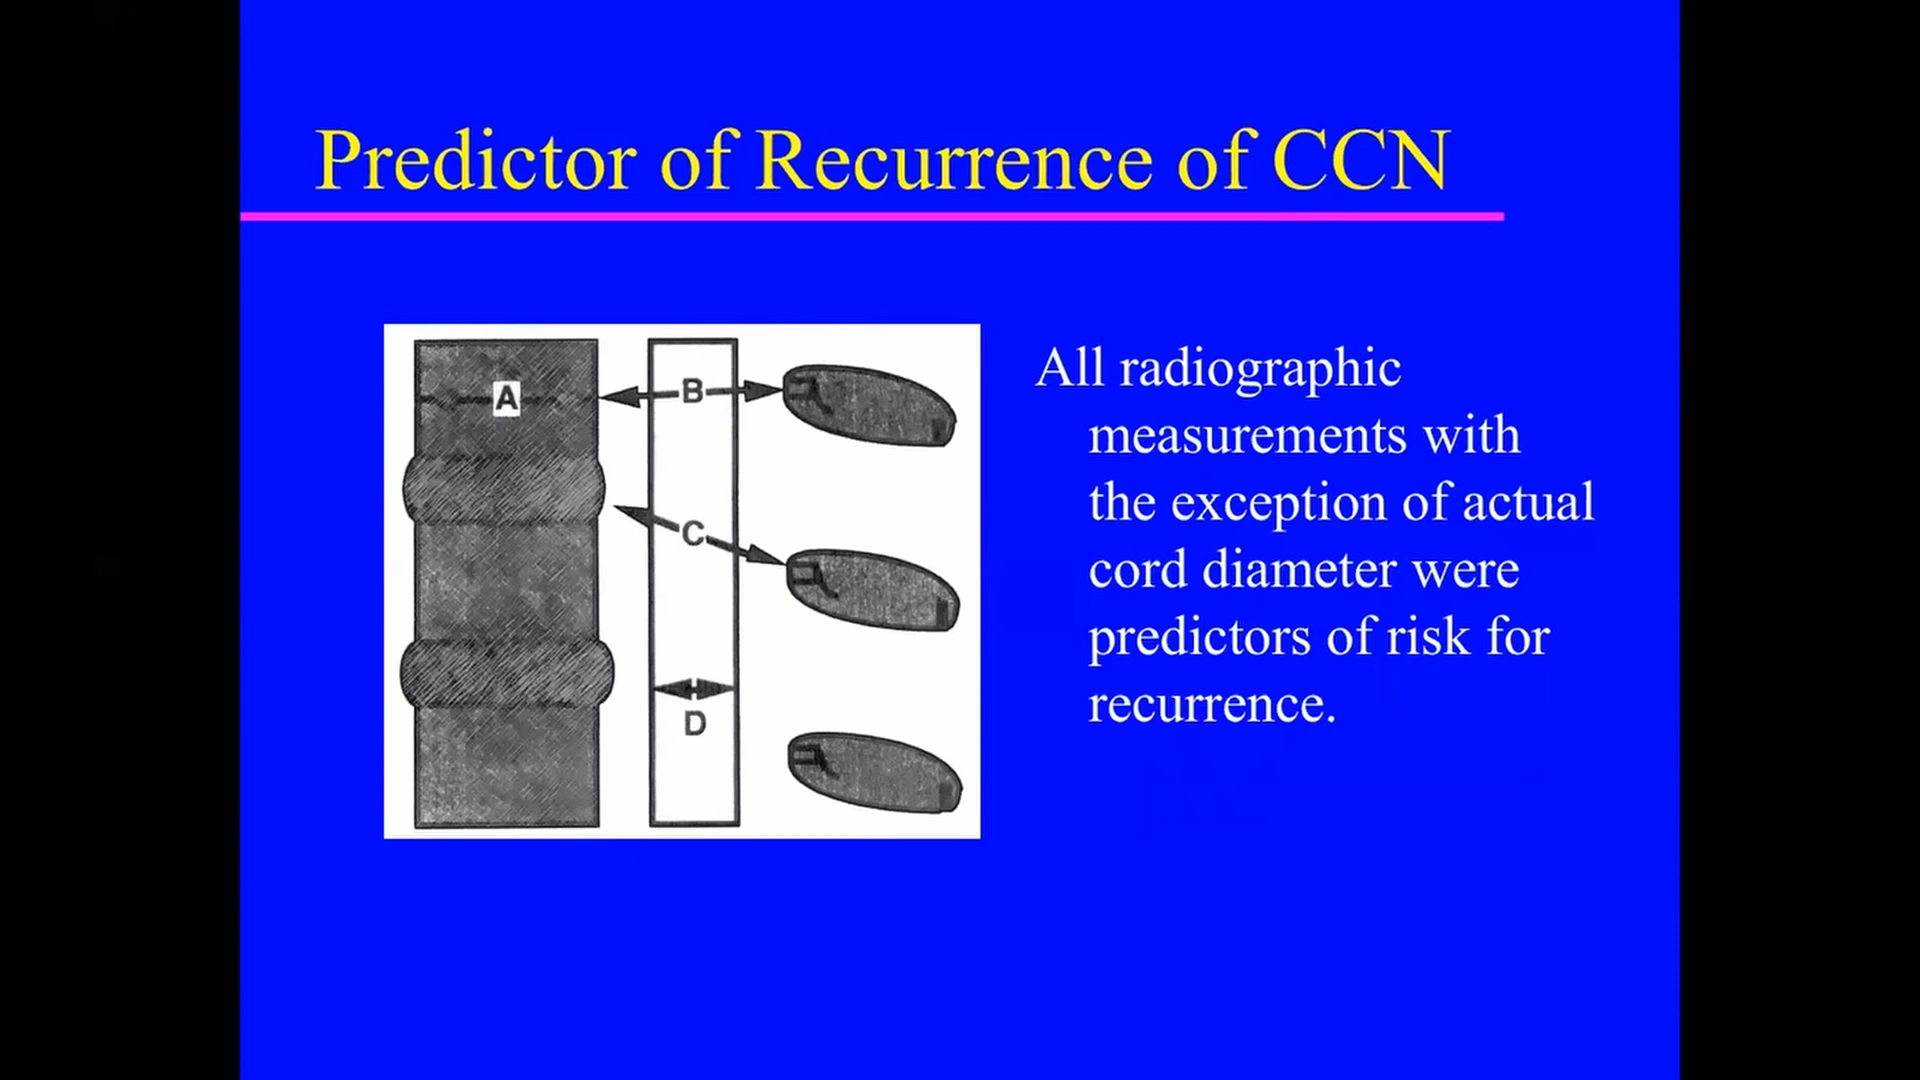 Predictor of Recurrence of CCN
A
B
C
D
All radiographic
measurements with
the exception of actual
cord diameter were
predictors of risk for
recurrence.